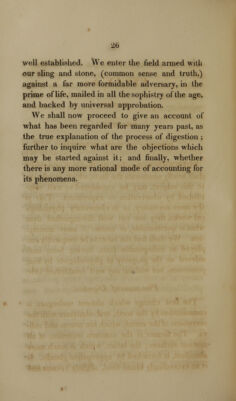 26
well established. We enter the field armed with
our sling and stone, (common sense and truth,)
against a far more formidable adversary, in the
prime of life, mailed in all the sophistry of the age,
and backed by universal approbation.
We shall now proceed to give an account of
what has been regarded for many years past, as
the true explanation of the process of digestion;
further to inquire what are the objections which
may be started against it; and finally, whether
there is any more rational mode of accounting for
its phenomena.